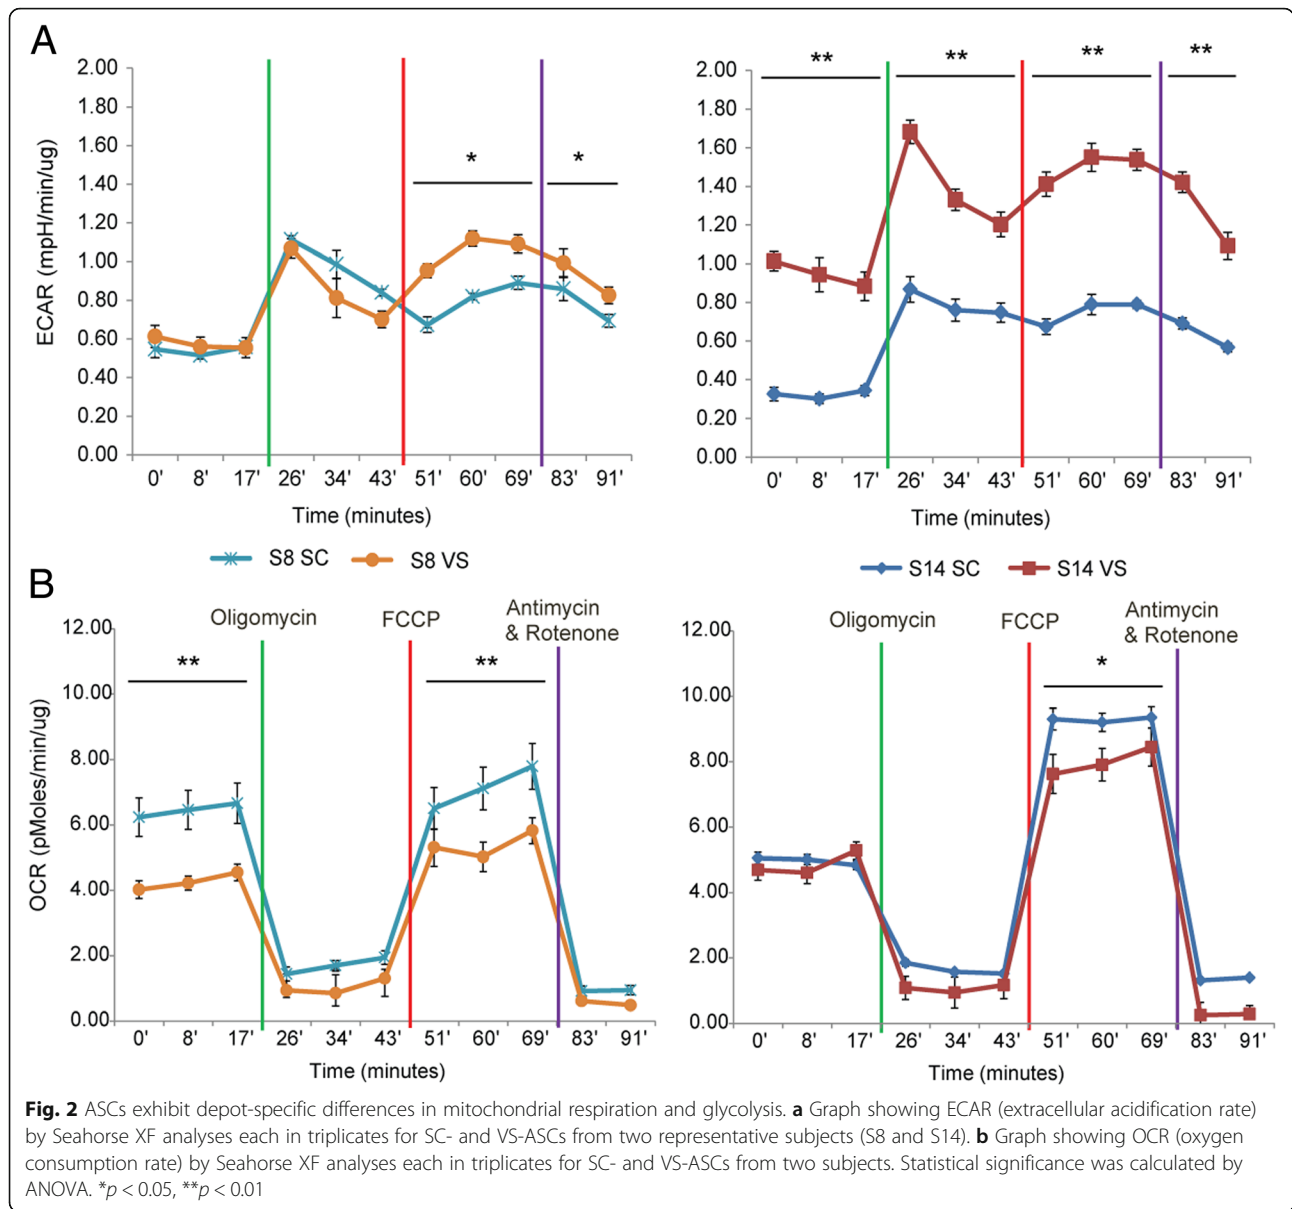 A
2.00
1.80
1.60
1.40
1.20
1.00
0.80
0.60
0.40
0.20
0.00
ECAR (mpH/min/ug)
* *
0' 8' 17' 26' 34' 43' 51' 60' 69' 83' 91'
Time (minutes)
S8 SC S8 VS
** ** ** **
2.00
1.80
1.60
1.40
1.20
1.00
0.80
0.60
0.40
0.20
0.00
0' 8' 17' 26' 34' 43' 51' 60' 69' 83' 91'
Time (minutes)
S14 SC S14 VS
B
Oligomycin FCCP Antimycin
& Rotenone
12.00
10.00
8.00
6.00
4.00
2.00
0.00
OCR (pMoles/min/ug)
** **
0' 8' 17' 26' 34' 43' 51' 60' 69' 83' 91'
Time (minutes)
Oligomycin FCCP Antimycin
& Rotenone
12.00
10.00
8.00
6.00
4.00
2.00
0.00
*
0' 8' 17' 26' 34' 43' 51' 60' 69' 83' 91'
Time (minutes)
Fig. 2 ASCs exhibit depot-specific differences in mitochondrial respiration and glycolysis. a Graph showing ECAR (extracellular acidification rate)
by Seahorse XF analyses each in triplicates for SC- and VS-ASCs from two representative subjects (S8 and S14). b Graph showing OCR (oxygen
consumption rate) by Seahorse XF analyses each in triplicates for SC- and VS-ASCs from two subjects. Statistical significance was calculated by
ANOVA. *p < 0.05, **p < 0.01